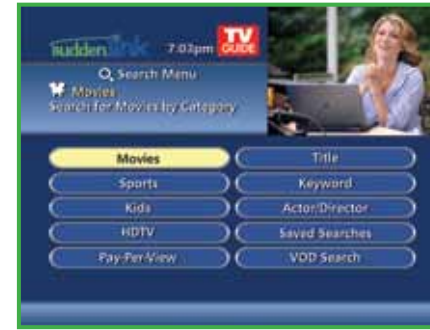 suddenlink 7:03pm TV GUIDE
Search Menu
Movies
Search for Movies by Category
Movies Title
Sports Keyword
Kids Actor/Director
HDTV Saved Searches
Pay-Per-View VOD Search